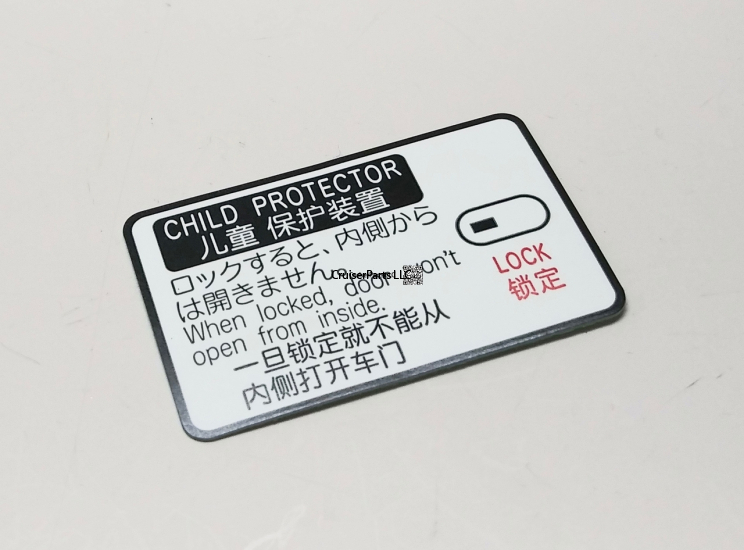 CHILD PROTECTOR
儿童 保护装置
ロックすると、内側から
は開きません。
When locked, door won't
open from inside.
一旦锁定就不能从
内侧打开车门
LOCK
锁定
CruiserParts LLC